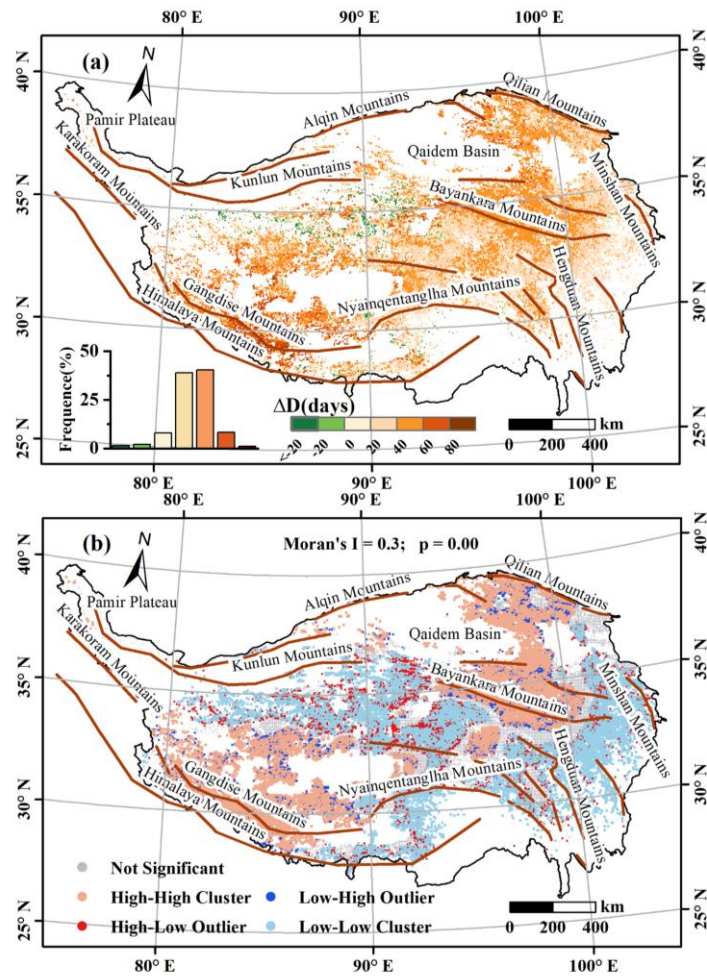 80° E 90° E 100° E
(a)
N
40° N
40° N
Pamir Plateau
Alqin Mountains
Qilian Mountains
Karakoram Mountains
Kunlun Mountains
Qaidem Basin
35° N
35° N
Bayankara Mountains
Minshan Mountains
Hengduan Mountains
Gangdise Mountains
Himalaya Mountains
Nyainqentanglha Mountains
30° N
30° N
Frequence(%)
50
25
0
ΔD(days)
<-20
-20
0
20
40
60
80
km
0 200 400
25° N
25° N
80° E 90° E 100° E
80° E 90° E 100° E
(b)
Moran's I = 0.3; p = 0.00
N
40° N
40° N
Pamir Plateau
Alqin Mountains
Qilian Mountains
Karakoram Mountains
Kunlun Mountains
Qaidem Basin
35° N
35° N
Bayankara Mountains
Minshan Mountains
Hengduan Mountains
Gangdise Mountains
Himalaya Mountains
Nyainqentanglha Mountains
30° N
30° N
Not Significant
High-High Cluster
Low-High Outlier
High-Low Outlier
Low-Low Cluster
km
0 200 400
25° N
25° N
80° E 90° E 100° E